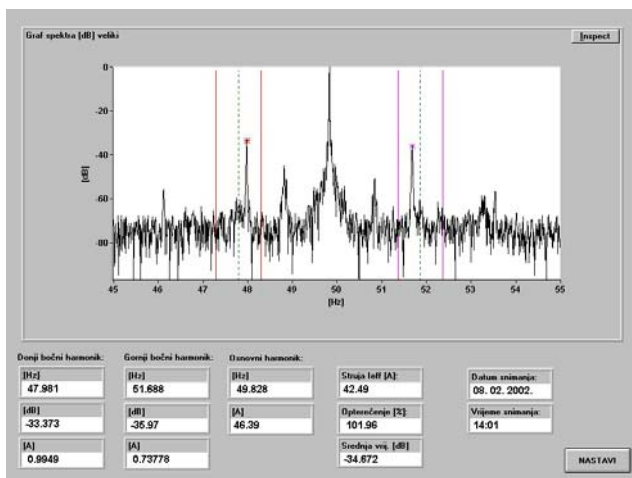 Graf spektra [dB] veliki
Inspect
0
-20
-40
-60
-80
[dB]
45 46 47 48 49 50 51 52 53 54 55
[Hz]
Donji bočni harmonik: Gornji bočni harmonik: Osnovni harmonik:
[Hz] [Hz] [Hz] Struja Ieff [A]: Datum snimanja:
47.981 51.688 49.828 42.49 08. 02. 2002.
[dB] [dB] [A] Opterećenje [%]: Vrijeme snimanja:
-33.373 -35.97 46.39 101.96 14:01
[A] [A] Srednja vrij. [dB]
0.9949 0.73778 -34.672
NASTAVI